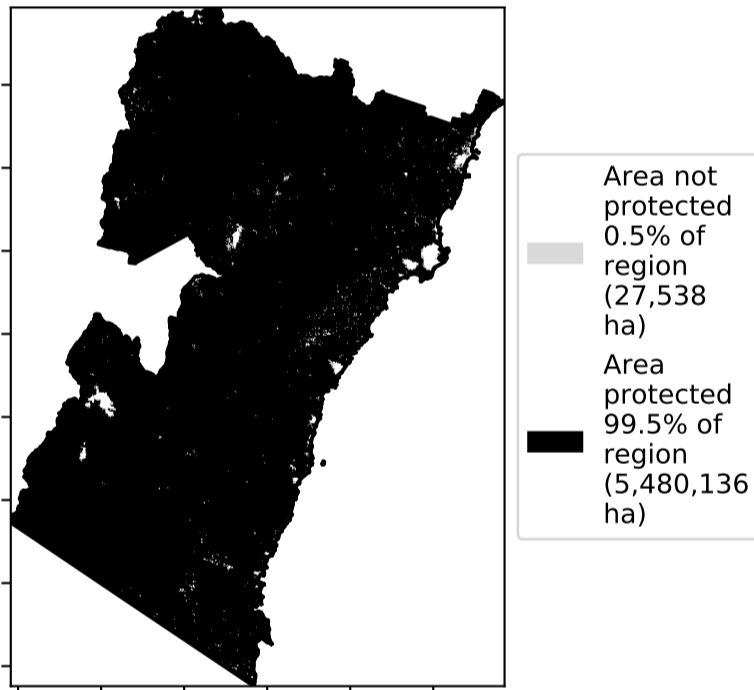 Area not
protected
0.5% of
region
(27,538
ha)
Area
protected
99.5% of
region
(5,480,136
ha)